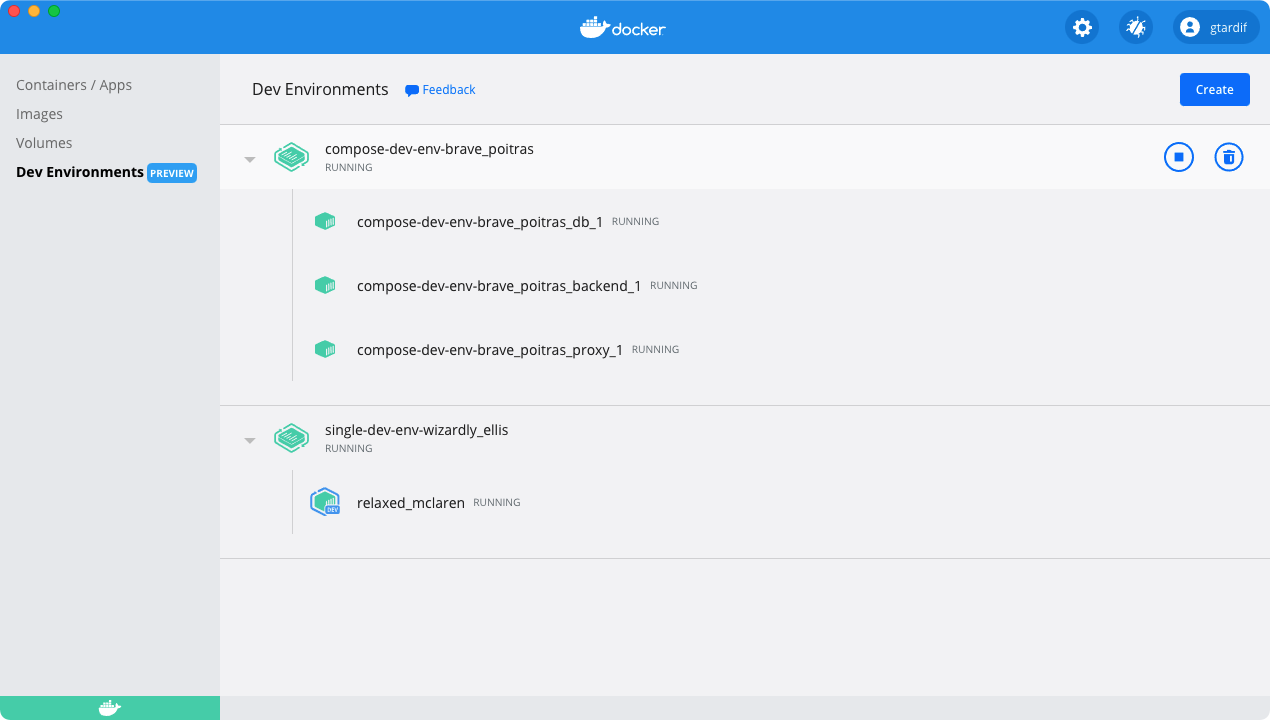 docker
gtardif
Containers / Apps
Images
Volumes
Dev Environments PREVIEW
Dev Environments Feedback Create
compose-dev-env-brave_poitras
RUNNING
compose-dev-env-brave_poitras_db_1 RUNNING
compose-dev-env-brave_poitras_backend_1 RUNNING
compose-dev-env-brave_poitras_proxy_1 RUNNING
single-dev-env-wizardly_ellis
RUNNING
relaxed_mclaren RUNNING
DEV